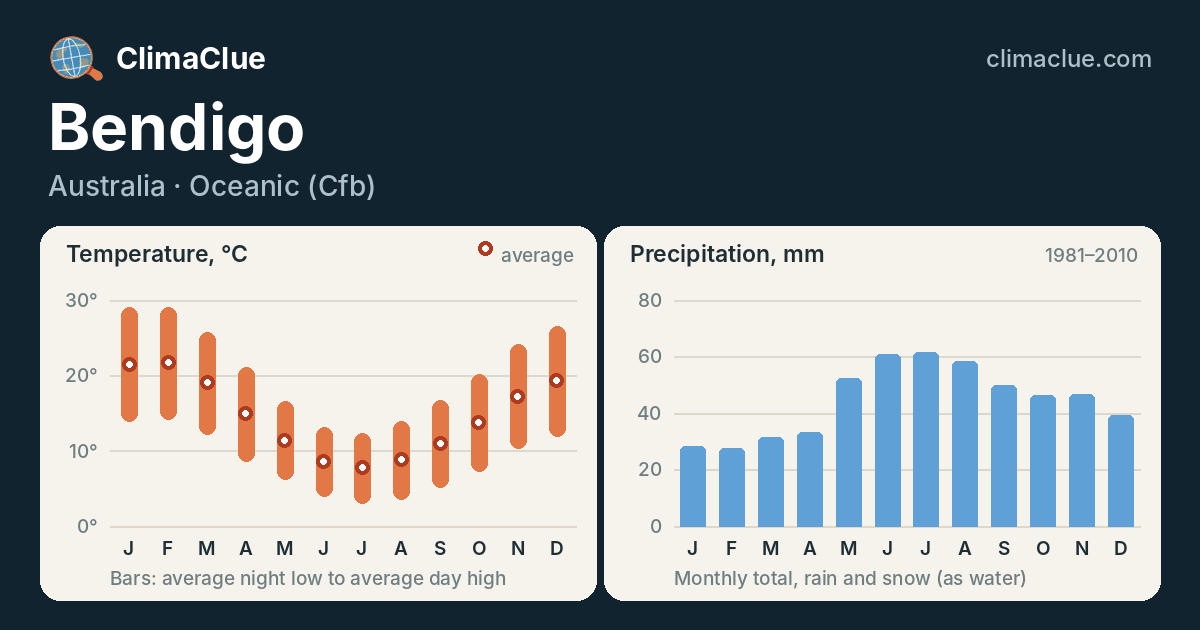 ClimaClue
climaclue.com
Bendigo
Australia · Oceanic (Cfb)
Temperature, °C
average
30°
20°
10°
0°
J F M A M J J A S O N D
Bars: average night low to average day high
Precipitation, mm
1981–2010
80
60
40
20
0
J F M A M J J A S O N D
Monthly total, rain and snow (as water)